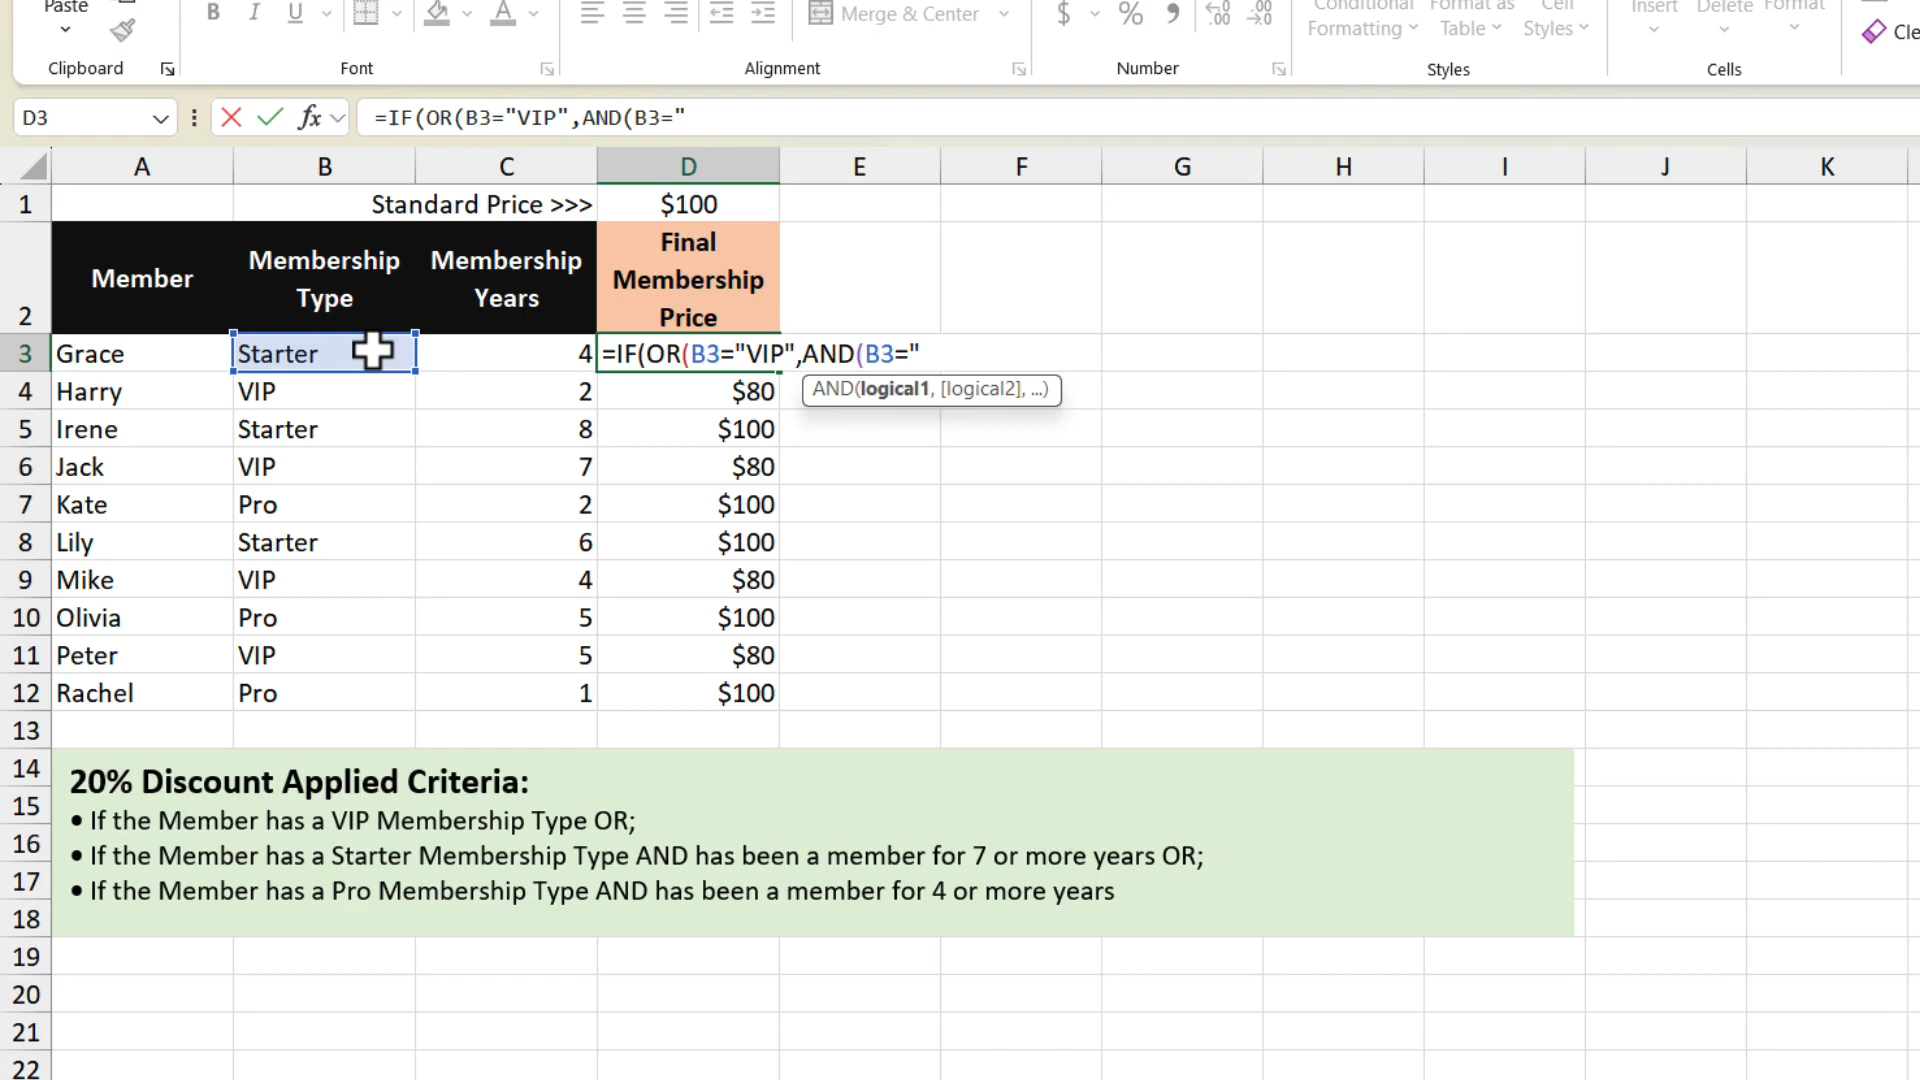 Paste
B I U A
Merge & Center
$ % 9
Conditional Formatting
Format as Table
Cell Styles
Insert Delete Format
Cle
Clipboard Font Alignment Number Styles Cells
D3 fx =IF(OR(B3="VIP",AND(B3="
A B C D E F G H I J K
1 Standard Price >>> $100
2 Member Membership Type Membership Years Final Membership Price
3 Grace Starter 4 =IF(OR(B3="VIP",AND(B3="
AND(logical1, [logical2], ...)
4 Harry VIP 2 $80
5 Irene Starter 8 $100
6 Jack VIP 7 $80
7 Kate Pro 2 $100
8 Lily Starter 6 $100
9 Mike VIP 4 $80
10 Olivia Pro 5 $100
11 Peter VIP 5 $80
12 Rachel Pro 1 $100
13
14 20% Discount Applied Criteria:
15 • If the Member has a VIP Membership Type OR;
16 • If the Member has a Starter Membership Type AND has been a member for 7 or more years OR;
17 • If the Member has a Pro Membership Type AND has been a member for 4 or more years
18
19
20
21
22